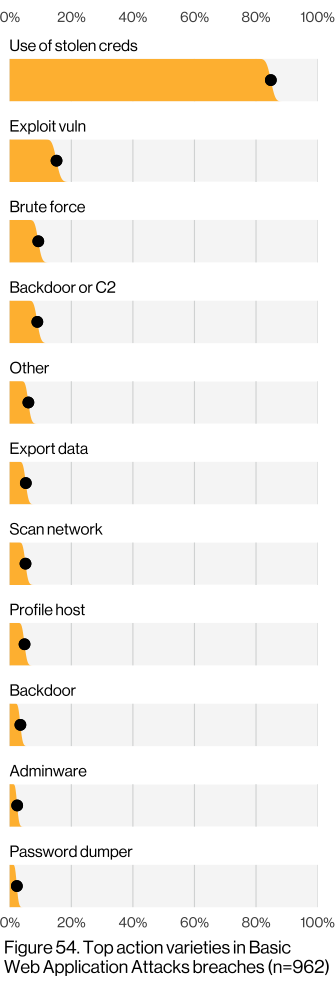 0% 20% 40% 60% 80% 100%
Use of stolen creds
Exploit vuln
Brute force
Backdoor or C2
Other
Export data
Scan network
Profile host
Backdoor
Adminware
Password dumper
0% 20% 40% 60% 80% 100%
Figure 54. Top action varieties in Basic
Web Application Attacks breaches (n=962)